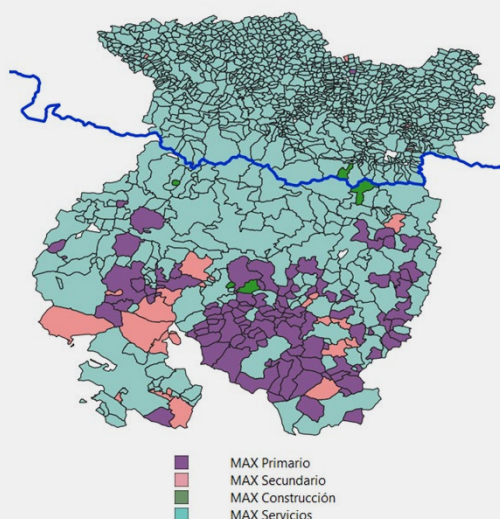 MAX Primario
MAX Secundario
MAX Construcción
MAX Servicios